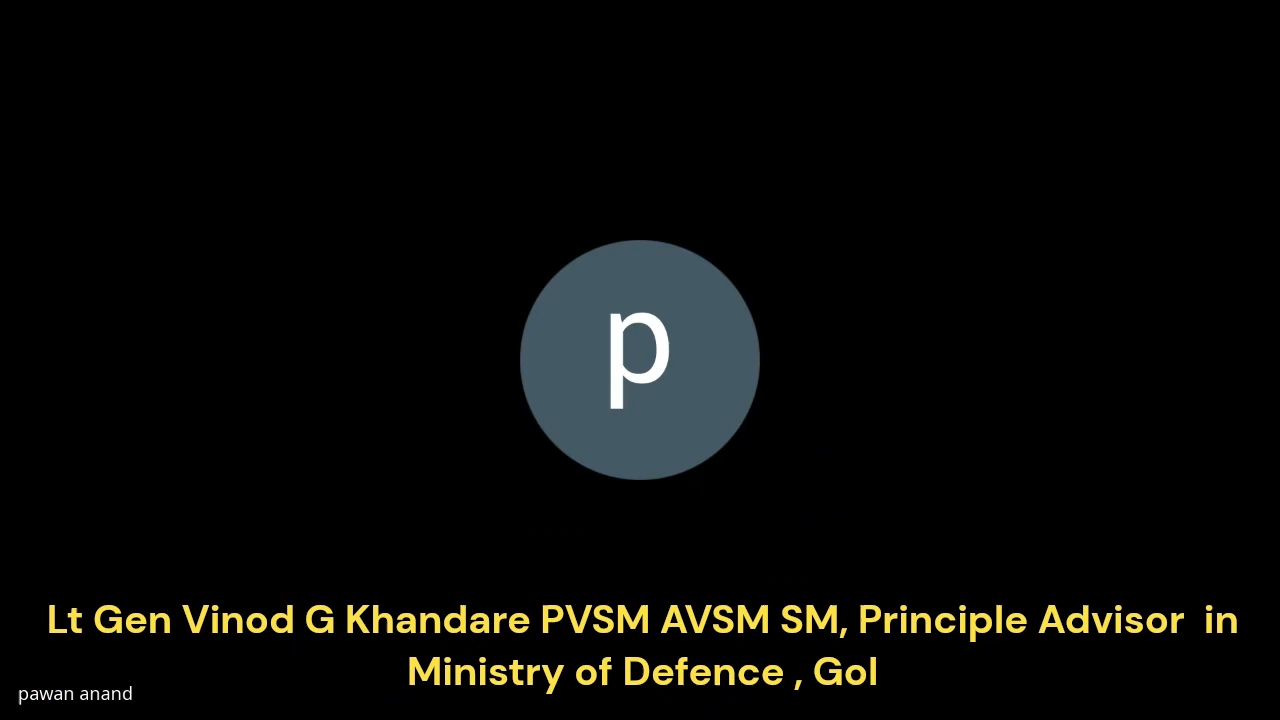 p
Lt Gen Vinod G Khandare PVSM AVSM SM, Principle Advisor in
Ministry of Defence , GoI
pawan anand